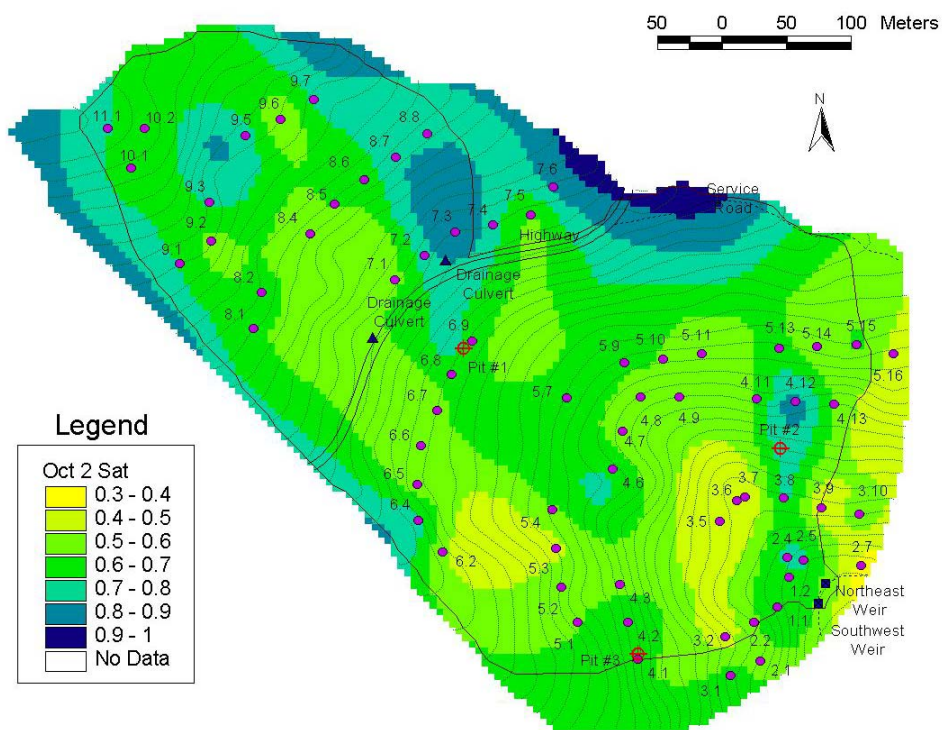 50 0 50 100 Meters
N
9.7
9.6
8.8
11.1 10.2
9.5
8.7
10.1
8.6
7.6
9.3
8.5
7.5
Service
Road
8.4
7.3 7.4
9.2
Highway
9.1
7.2
8.2
7.1
Drainage
Culvert
Drainage
Culvert
8.1
6.9
5.10 5.11
5.13 5.14 5.15
5.9
Pit #1
6.8
5.16
5.7
4.11 4.12
6.7
4.8 4.9
4.13
Pit #2
4.7
6.6
4.6
6.5
3.6 3.7
3.8
3.9 3.10
6.4
5.4
3.5
2.4 2.5
6.2
5.3
2.7
4.3
1.2
Northeast
Weir
5.2
1.1
5.1
4.2
3.2 2.2
Southwest
Weir
Pit #3
4.1
3.1
2.1
Legend
Oct 2 Sat
0.3 - 0.4
0.4 - 0.5
0.5 - 0.6
0.6 - 0.7
0.7 - 0.8
0.8 - 0.9
0.9 - 1
No Data